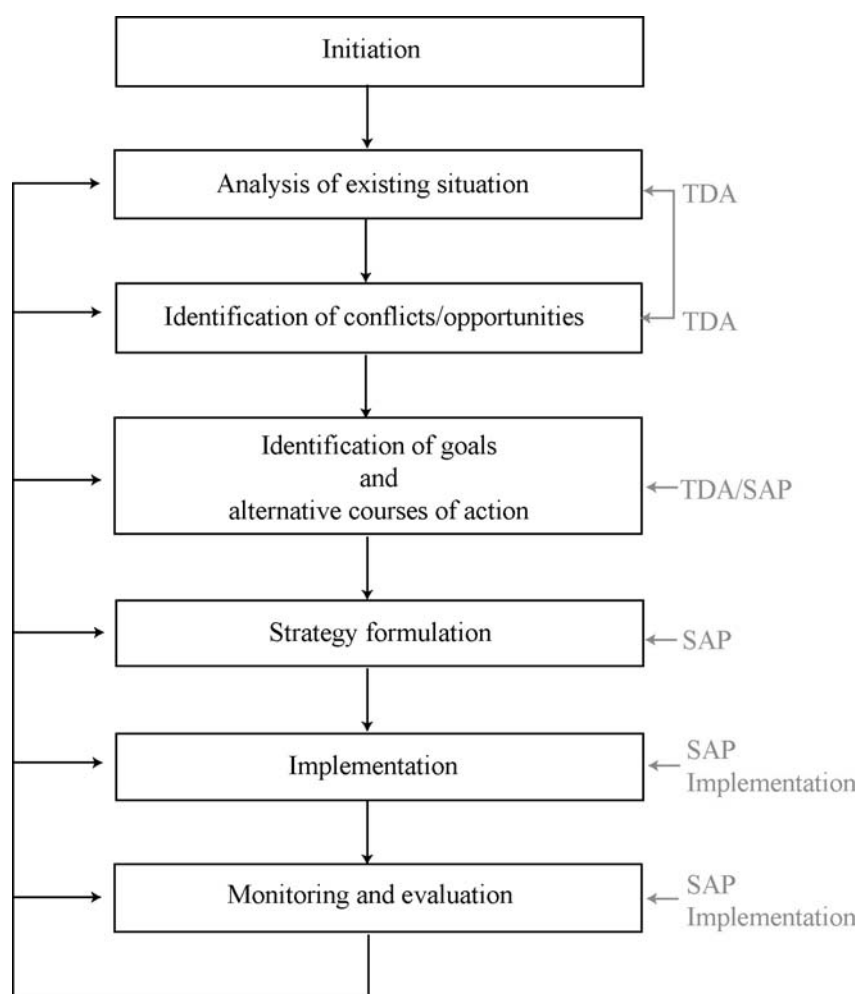 Initiation
Analysis of existing situation
TDA
Identification of conflicts/opportunities
TDA
Identification of goals
and
alternative courses of action
TDA/SAP
Strategy formulation
SAP
Implementation
SAP
Implementation
Monitoring and evaluation
SAP
Implementation